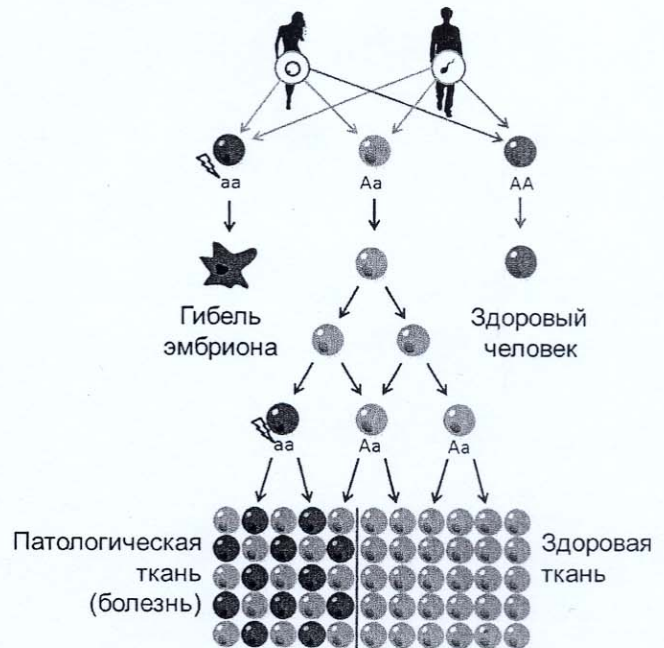 aa
Aa
AA
Гибель
эмбриона
Здоровый
человек
aa
Aa
Aa
Патологическая
ткань
(болезнь)
Здоровая
ткань